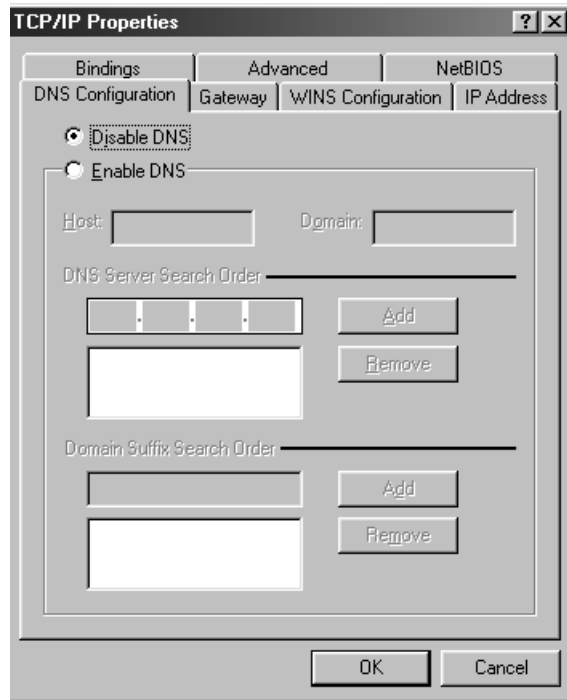 TCP/IP Properties
? ×
Bindings Advanced NetBIOS
DNS Configuration Gateway WINS Configuration IP Address
Disable DNS
Enable DNS
Host: Domain:
DNS Server Search Order
. . . Add
Remove
Domain Suffix Search Order
Add
Remove
OK Cancel